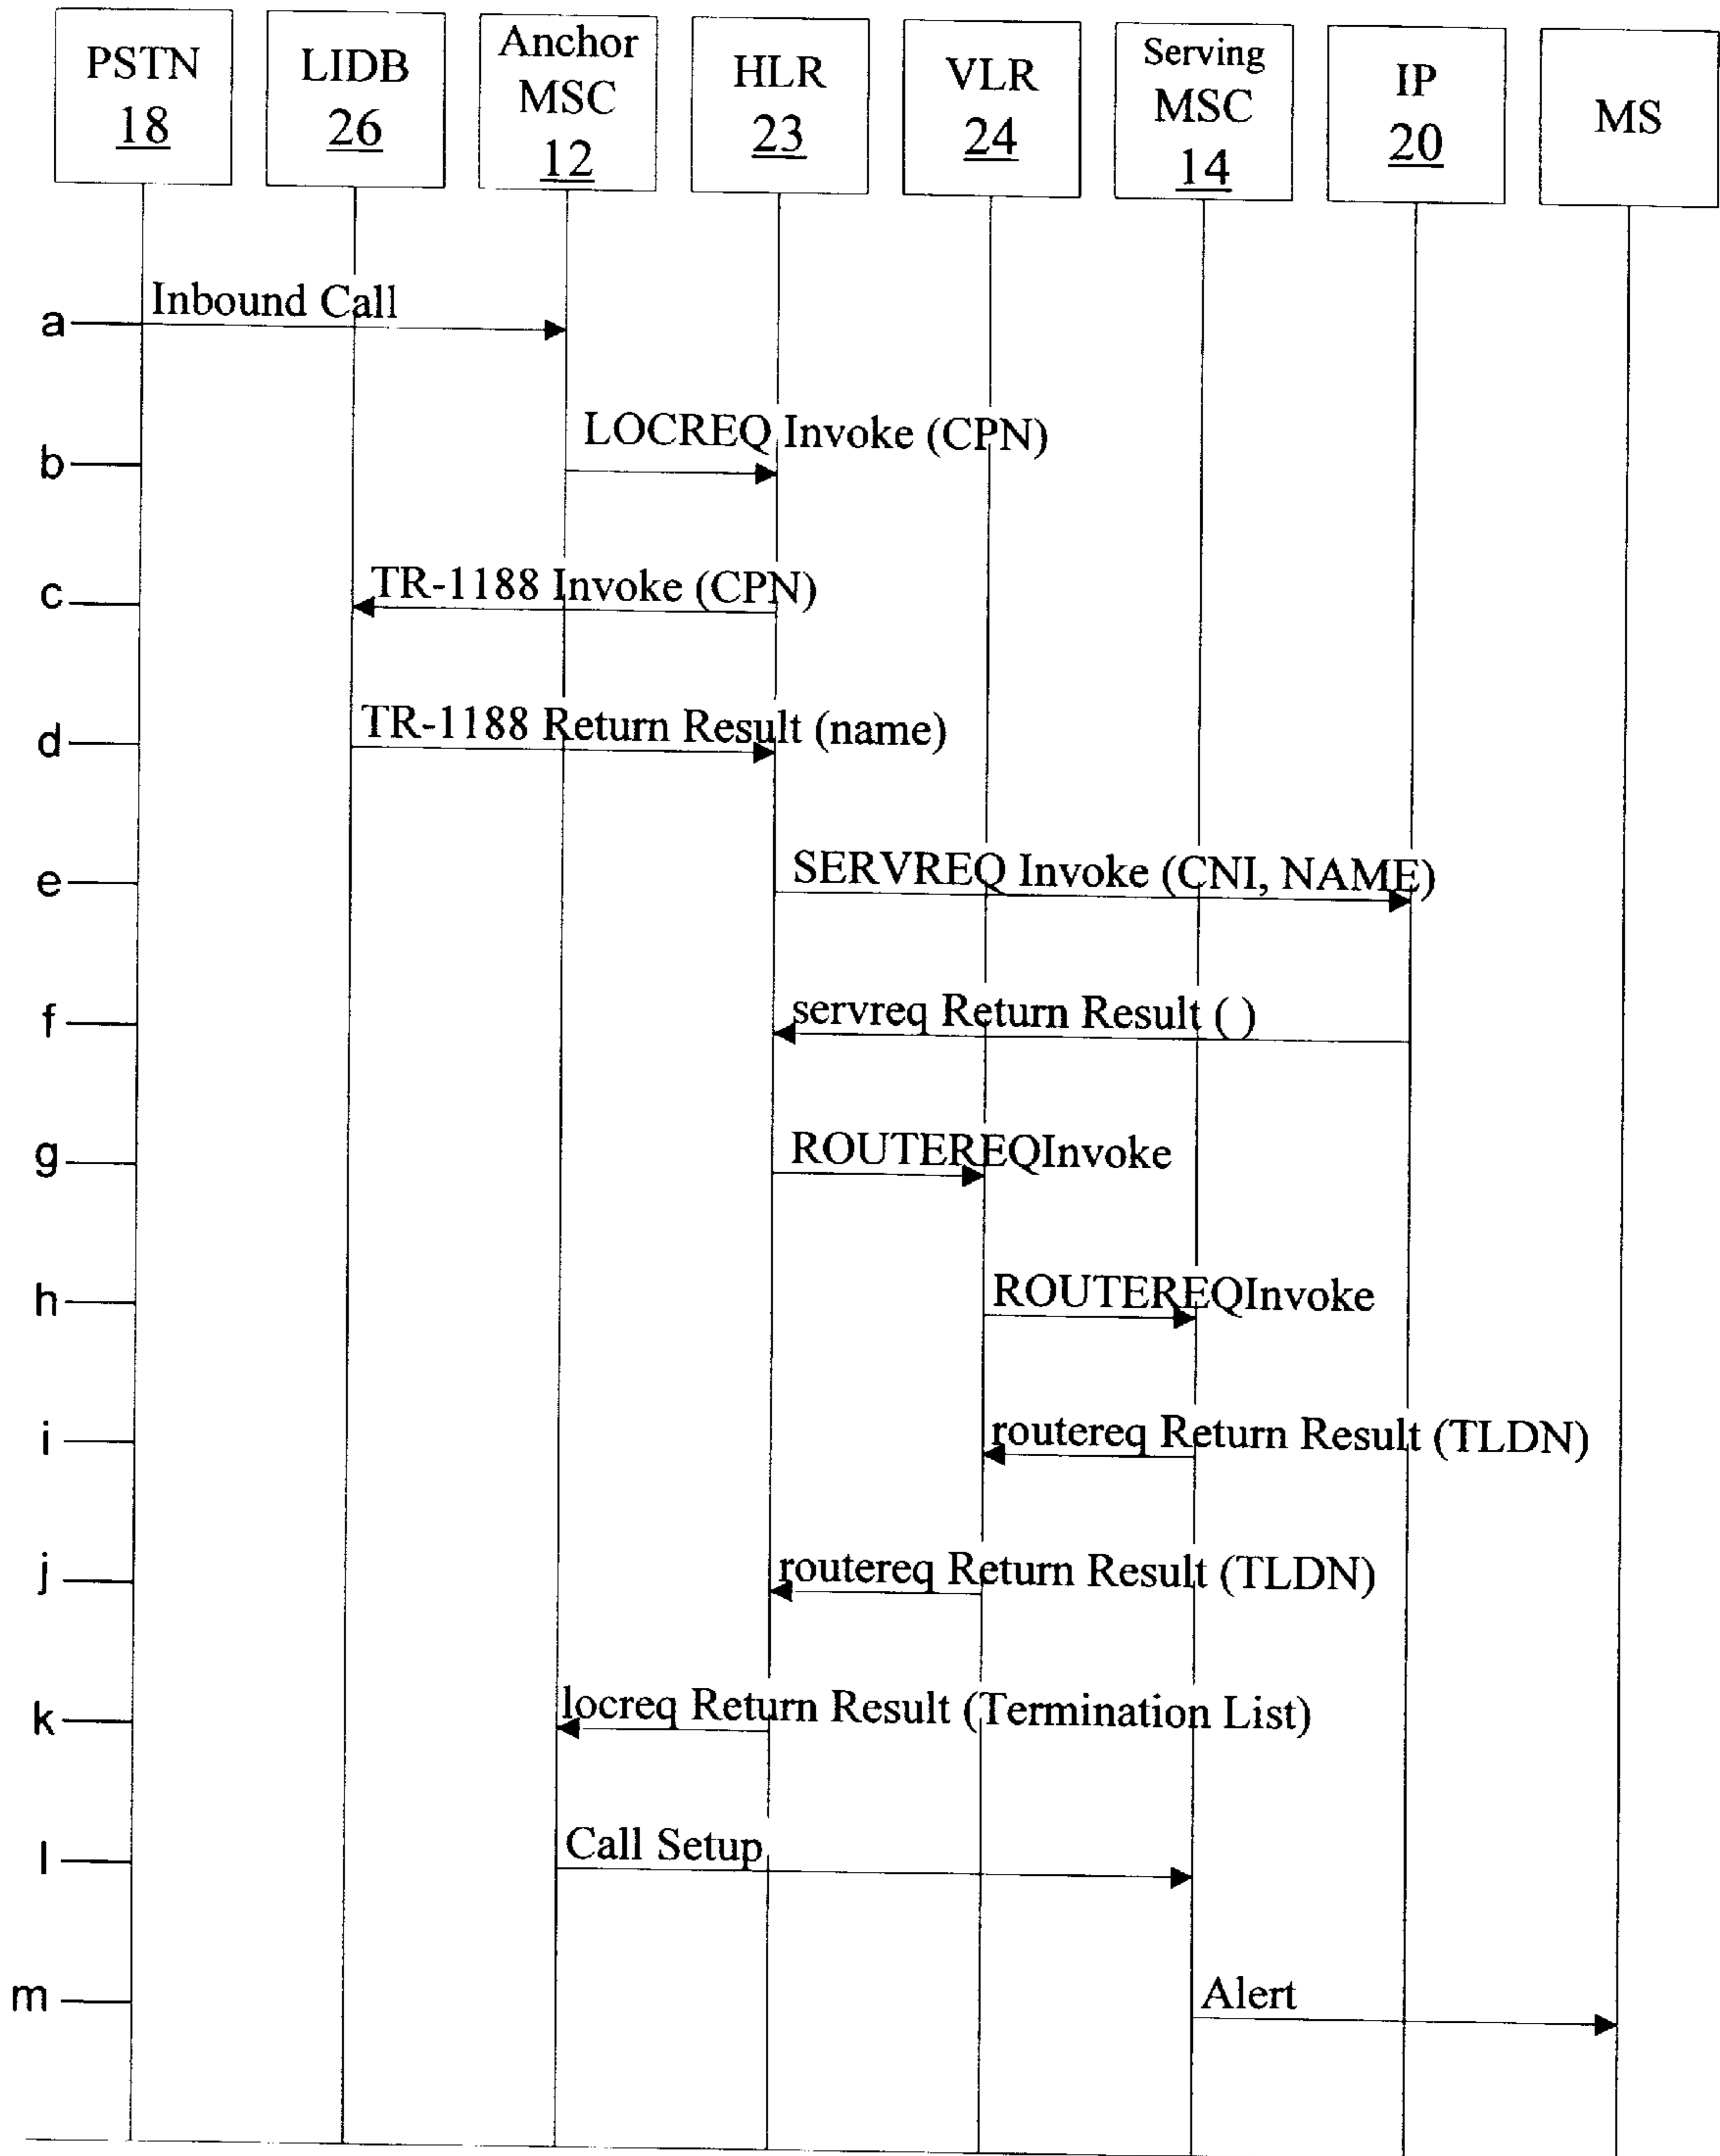 PSTN
18
LIDB
26
Anchor
MSC
12
HLR
23
VLR
24
Serving
MSC
14
IP
20
MS
a
Inbound Call
b
LOCREQ Invoke (CPN)
c
TR-1188 Invoke (CPN)
d
TR-1188 Return Result (name)
e
SERVREQ Invoke (CNI, NAME)
f
servreq Return Result ( )
g
ROUTEREQInvoke
h
ROUTEREQInvoke
i
routereq Return Result (TLDN)
j
routereq Return Result (TLDN)
k
locreq Return Result (Termination List)
l
Call Setup
m
Alert